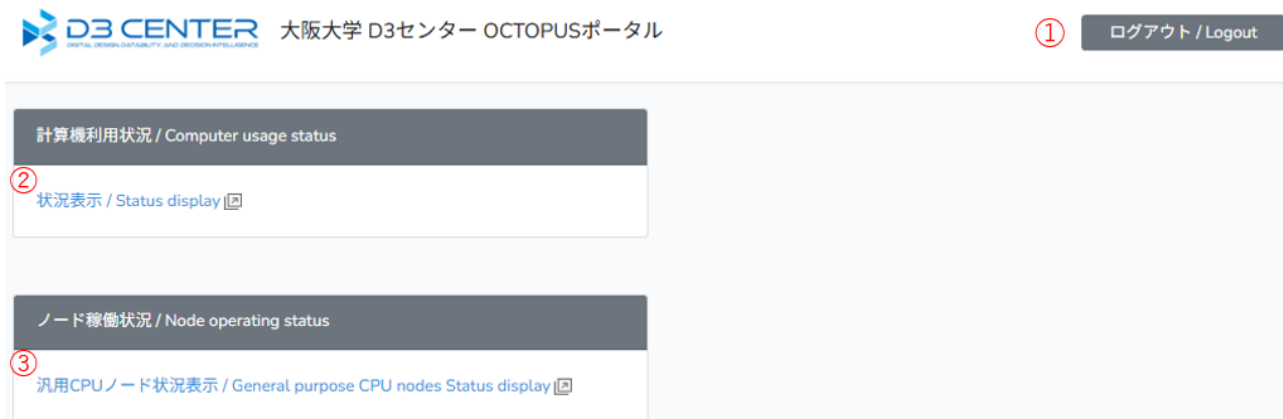 D3 CENTER 大阪大学 D3センター OCTOPUSポータル ① ログアウト / Logout
DIGITAL DESIGN, DATABILITY, AND DECISION INTELLIGENCE
計算機利用状況 / Computer usage status
②
状況表示 / Status display
ノード稼働状況 / Node operating status
③
汎用CPUノード状況表示 / General purpose CPU nodes Status display